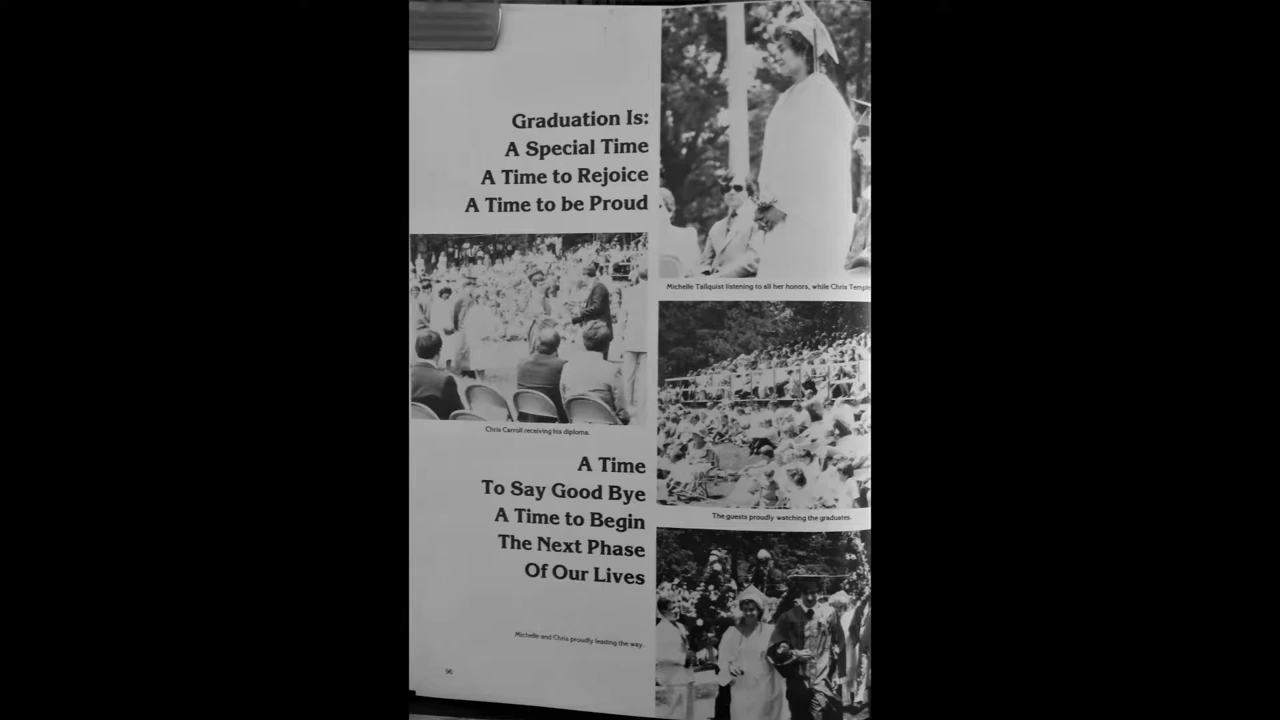 Graduation Is:
A Special Time
A Time to Rejoice
A Time to be Proud
Michelle Tallquist listening to all her honors, while Chris Temple
Chris Carroll receiving his diploma.
A Time
To Say Good Bye
A Time to Begin
The Next Phase
Of Our Lives
The guests proudly watching the graduates.
Michelle and Chris proudly leading the way.
96